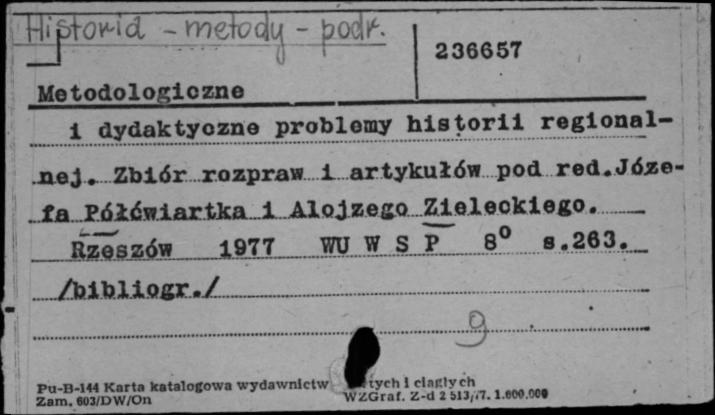 Historia - metody - podr.
236657
Metodologiczne
i dydaktyczne problemy historii regional-
nej. Zbiór rozpraw i artykułów pod red.Józe-
fa Półćwiartka i Alojzego Zieleckiego.
Rzeszów 1977 WU W S P 8° s.263.
/bibliogr./
g
Pu-B-144 Karta katalogowa wydawnictw tych i ciągłych
Zam. 603/DW/On WZGraf. Z-d 2 513/77. 1.600.000